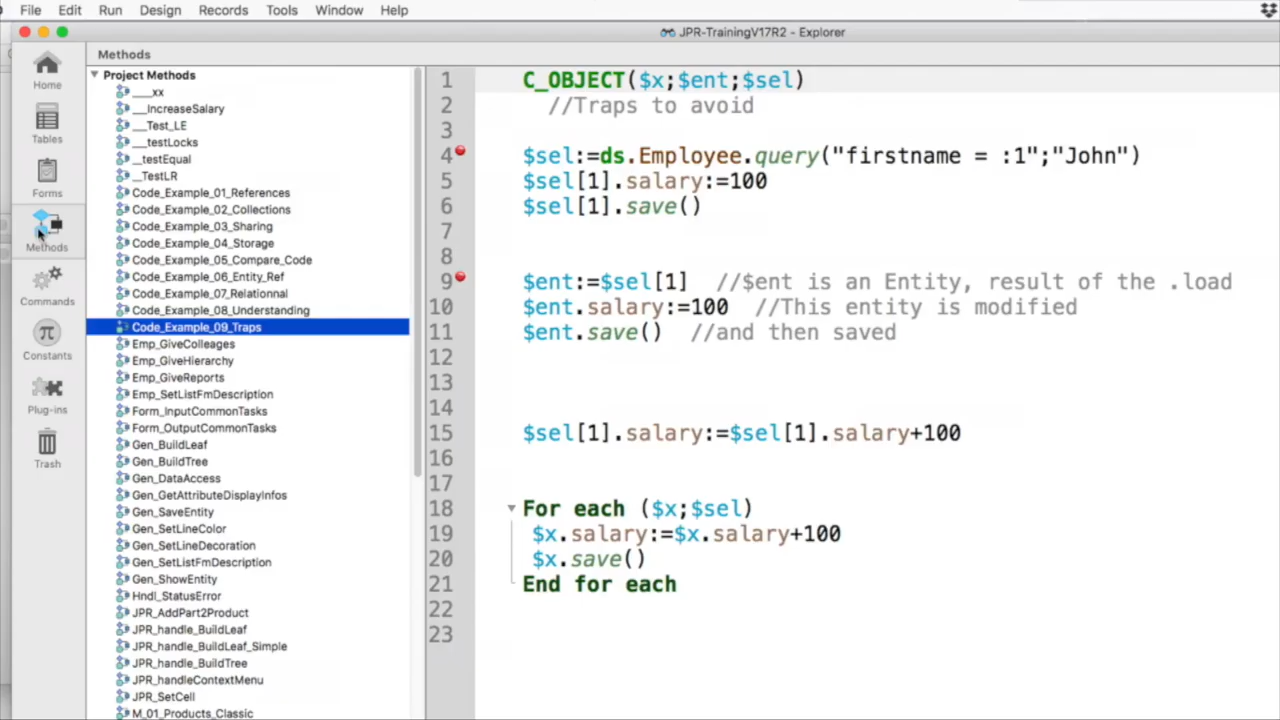 File Edit Run Design Records Tools Window Help
JPR-TrainingV17R2 - Explorer
Home
Tables
Forms
Methods
Commands
π
Constants
Plug-ins
Trash
Methods
Project Methods
___xx
__IncreaseSalary
__Test_LE
__testLocks
_testEqual
_TestLR
Code_Example_01_References
Code_Example_02_Collections
Code_Example_03_Sharing
Code_Example_04_Storage
Code_Example_05_Compare_Code
Code_Example_06_Entity_Ref
Code_Example_07_Relationnal
Code_Example_08_Understanding
Code_Example_09_Traps
Emp_GiveColleages
Emp_GiveHierarchy
Emp_GiveReports
Emp_SetListFmDescription
Form_InputCommonTasks
Form_OutputCommonTasks
Gen_BuildLeaf
Gen_BuildTree
Gen_DataAccess
Gen_GetAttributeDisplayInfos
Gen_SaveEntity
Gen_SetLineColor
Gen_SetLineDecoration
Gen_SetListFmDescription
Gen_ShowEntity
Hndl_StatusError
JPR_AddPart2Product
JPR_handle_BuildLeaf
JPR_handle_BuildLeaf_Simple
JPR_handle_BuildTree
JPR_handleContextMenu
JPR_SetCell
M_01_Products_Classic
1 C_OBJECT($x;$ent;$sel)
2 //Traps to avoid
3
4 $sel:=ds.Employee.query("firstname = :1";"John")
5 $sel[1].salary:=100
6 $sel[1].save()
7
8
9 $ent:=$sel[1] //$ent is an Entity, result of the .load
10 $ent.salary:=100 //This entity is modified
11 $ent.save() //and then saved
12
13
14
15 $sel[1].salary:=$sel[1].salary+100
16
17
18 For each ($x;$sel)
19 $x.salary:=$x.salary+100
20 $x.save()
21 End for each
22
23